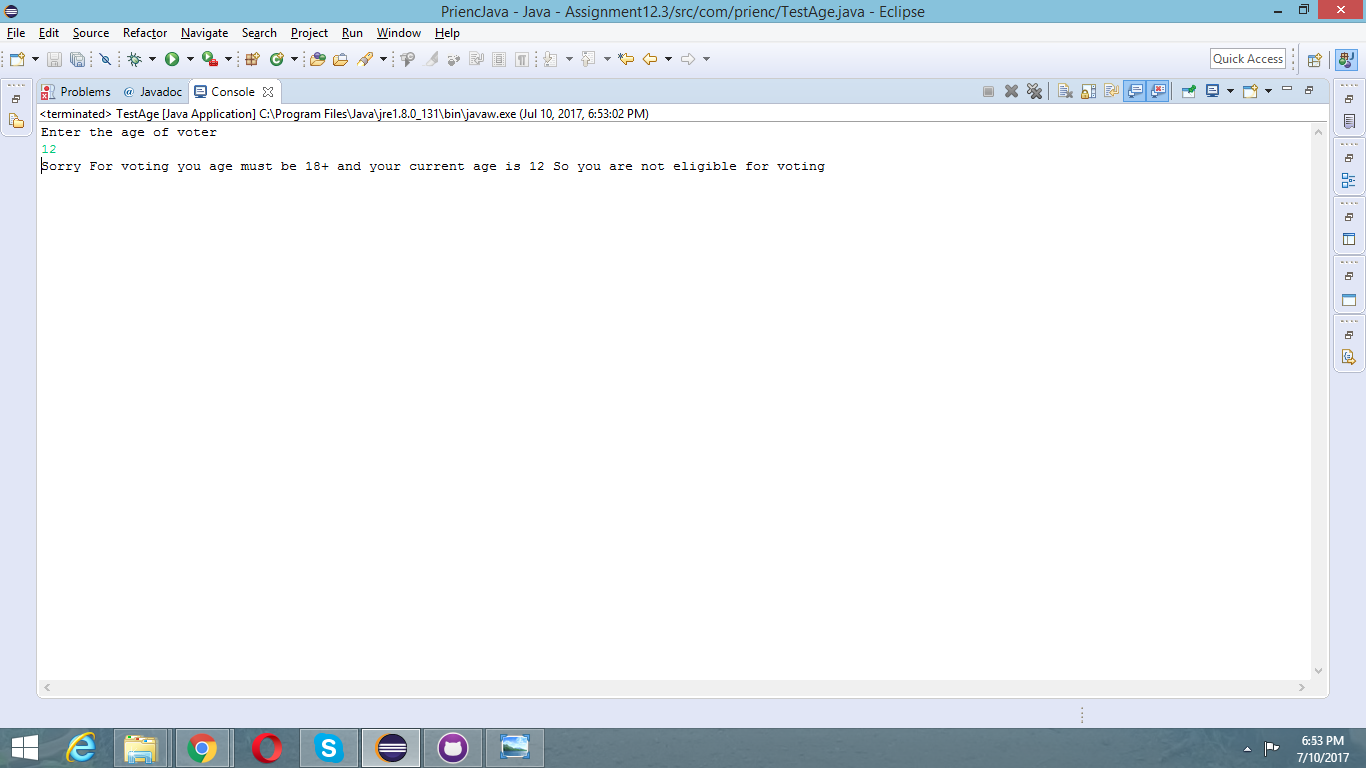 PriencJava - Java - Assignment12.3/src/com/prienc/TestAge.java - Eclipse
File Edit Source Refactor Navigate Search Project Run Window Help
Quick Access
Problems @ Javadoc Console
<terminated> TestAge [Java Application] C:\Program Files\Java\jre1.8.0_131\bin\javaw.exe (Jul 10, 2017, 6:53:02 PM)
Enter the age of voter
12
Sorry For voting you age must be 18+ and your current age is 12 So you are not eligible for voting
6:53 PM
7/10/2017